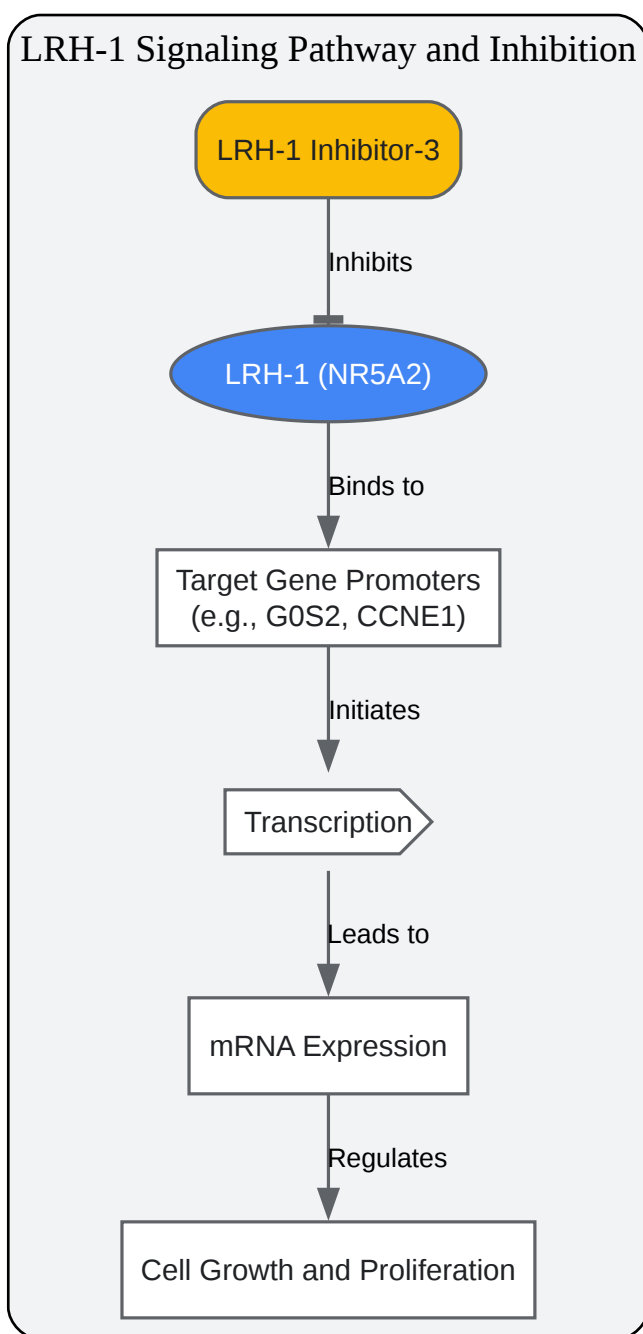 LRH-1 Signaling Pathway and Inhibition
LRH-1 Inhibitor-3
Inhibits
LRH-1 (NR5A2)
Binds to
Target Gene Promoters
(e.g., G0S2, CCNE1)
Initiates
Transcription
Leads to
mRNA Expression
Regulates
Cell Growth and Proliferation